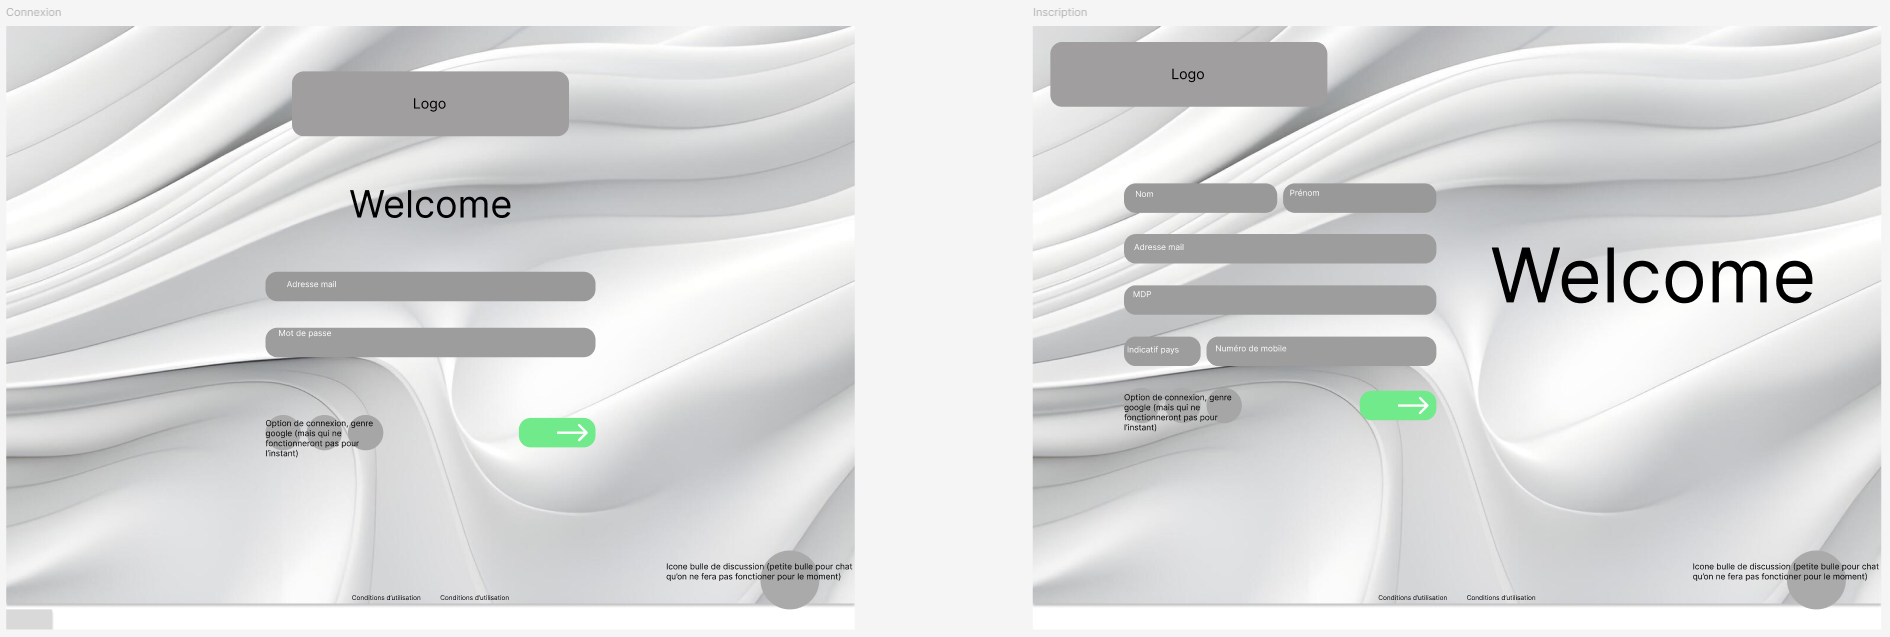 Connexion
Logo
Welcome
Adresse mail
Mot de passe
Option de connexion, genre
google (mais qui ne
fonctionneront pas pour
l'instant)
Icone bulle de discussion (petite bulle pour chat
qu'on ne fera pas fonctioner pour le moment)
Conditions d'utilisation
Conditions d'utilisation
Inscription
Logo
Nom
Prénom
Adresse mail
MDP
Indicatif pays
Numéro de mobile
Welcome
Option de connexion, genre
google (mais qui ne
fonctionneront pas pour
l'instant)
Icone bulle de discussion (petite bulle pour chat
qu'on ne fera pas fonctioner pour le moment)
Conditions d'utilisation
Conditions d'utilisation